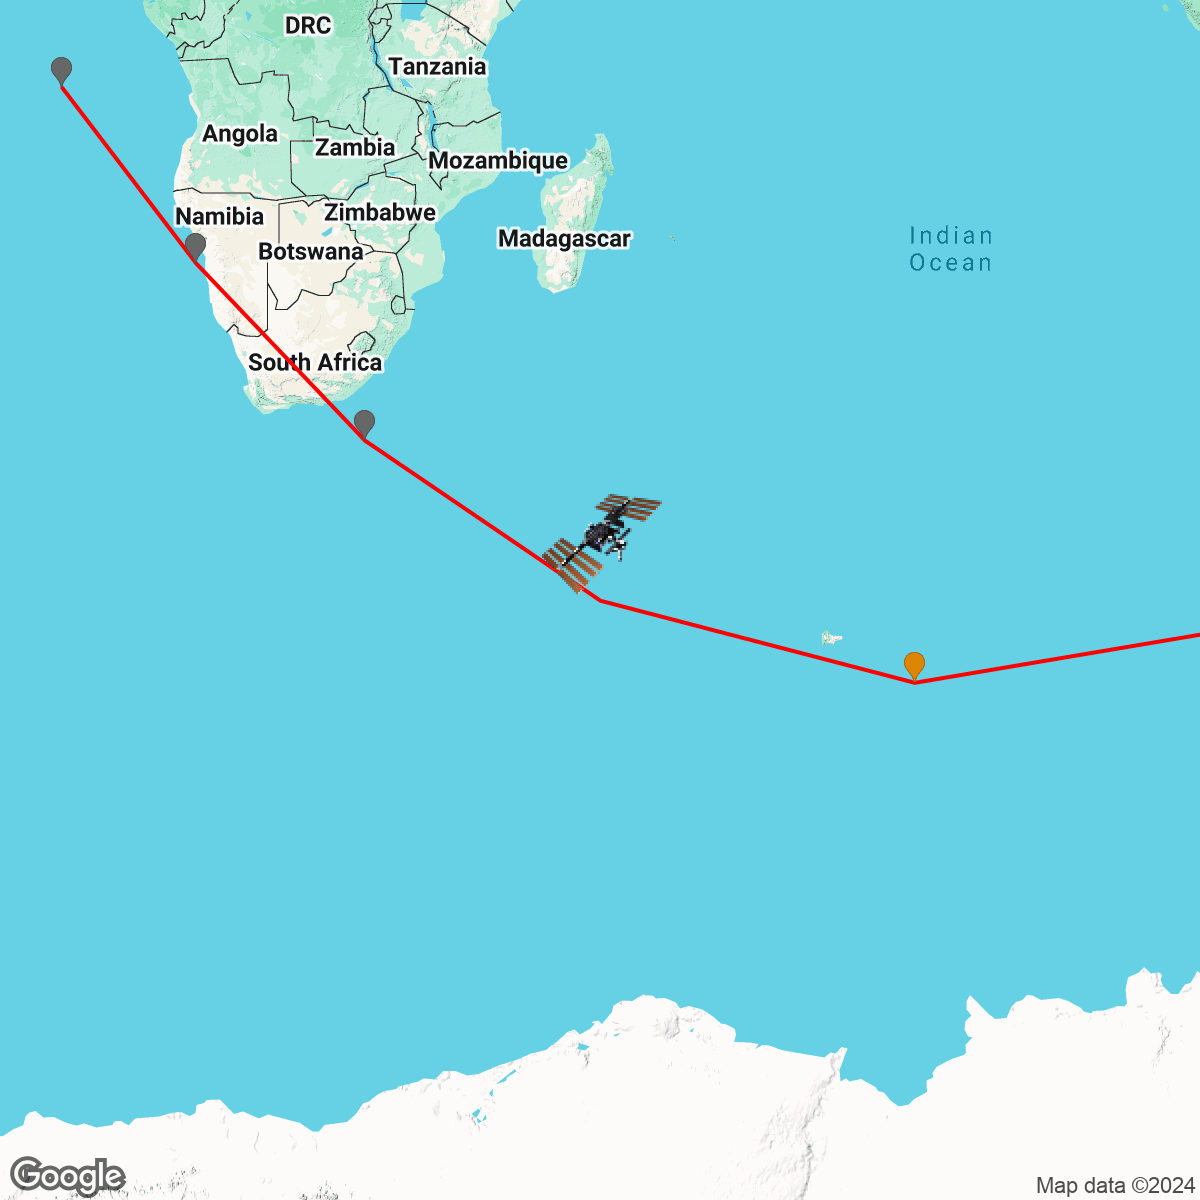 DRC
Tanzania
Angola
Zambia
Mozambique
Namibia
Zimbabwe
Botswana
Madagascar
Indian
Ocean
South Africa
Google
Map data ©2024